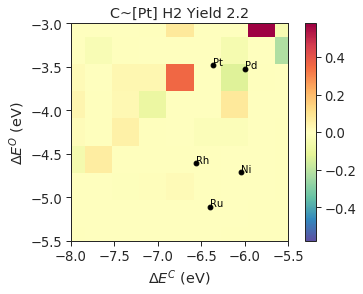 C~[Pt] H2 Yield 2.2
−3.0
−3.5
−4.0
−4.5
−5.0
−5.5
ΔE^O (eV)
Pt
Pd
Rh
Ni
Ru
−8.0 −7.5 −7.0 −6.5 −6.0 −5.5
ΔE^C (eV)
0.4
0.2
0.0
−0.2
−0.4